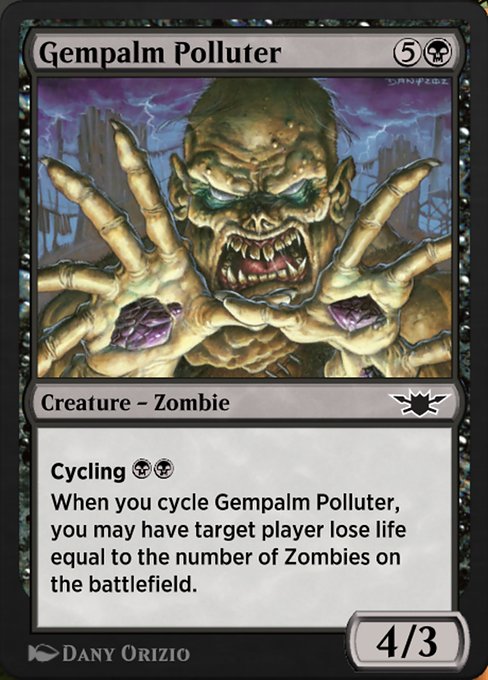 Gempalm Polluter 5
Creature – Zombie
Cycling
When you cycle Gempalm Polluter,
you may have target player lose life
equal to the number of Zombies on
the battlefield.
4/3
Dany Orizio